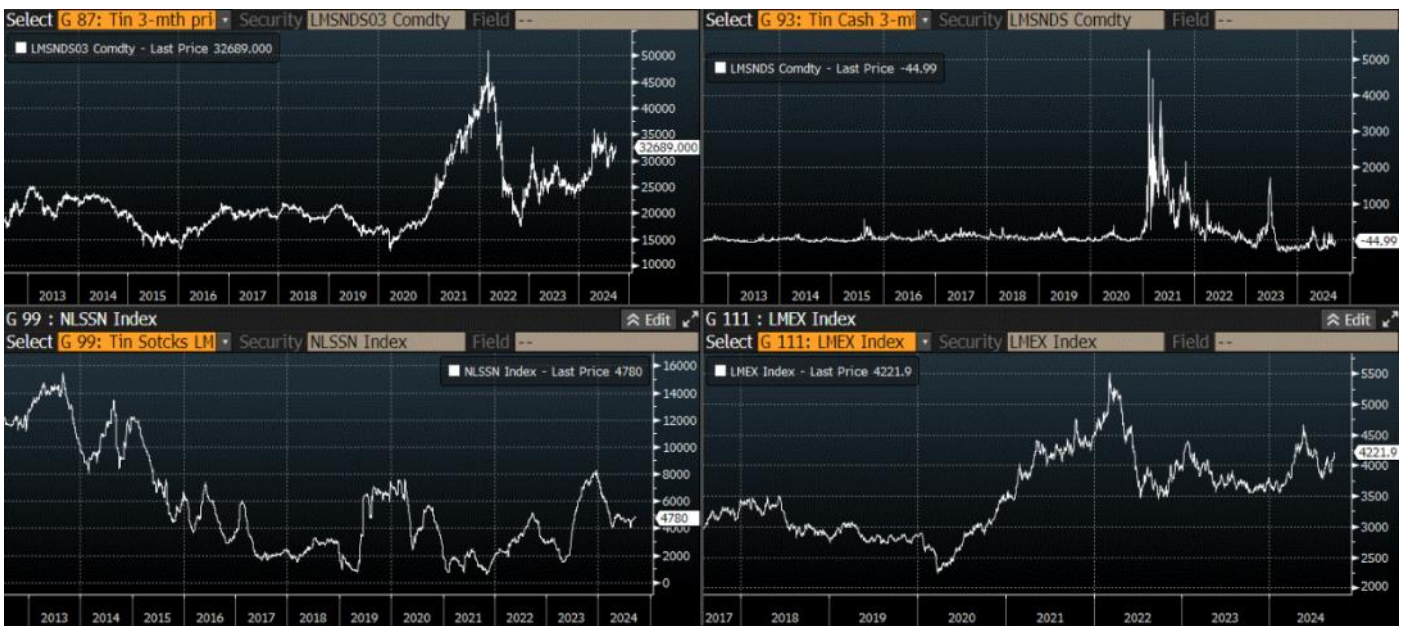 Select G 87: Tin 3-mth pri Security LMSNDS03 Comdty Field --
LMSNDS03 Comdty - Last Price 32689.000
50000
45000
40000
35000
32689.000
30000
25000
20000
15000
10000
2013 2014 2015 2016 2017 2018 2019 2020 2021 2022 2023 2024
Select G 93: Tin Cash 3-mt Security LMSNDS Comdty Field --
LMSNDS Comdty - Last Price -44.99
5000
4000
3000
2000
1000
-44.99
2013 2014 2015 2016 2017 2018 2019 2020 2021 2022 2023 2024
G 99 : NLSSN Index Edit
Select G 99: Tin Sotcks LM Security NLSSN Index Field --
NLSSN Index - Last Price 4780
16000
14000
12000
10000
8000
6000
4780
4000
2000
0
2013 2014 2015 2016 2017 2018 2019 2020 2021 2022 2023 2024
G 111 : LMEX Index Edit
Select G 111: LMEX Index Security LMEX Index Field --
LMEX Index - Last Price 4221.9
5500
5000
4500
4221.9
4000
3500
3000
2500
2000
2017 2018 2019 2020 2021 2022 2023 2024